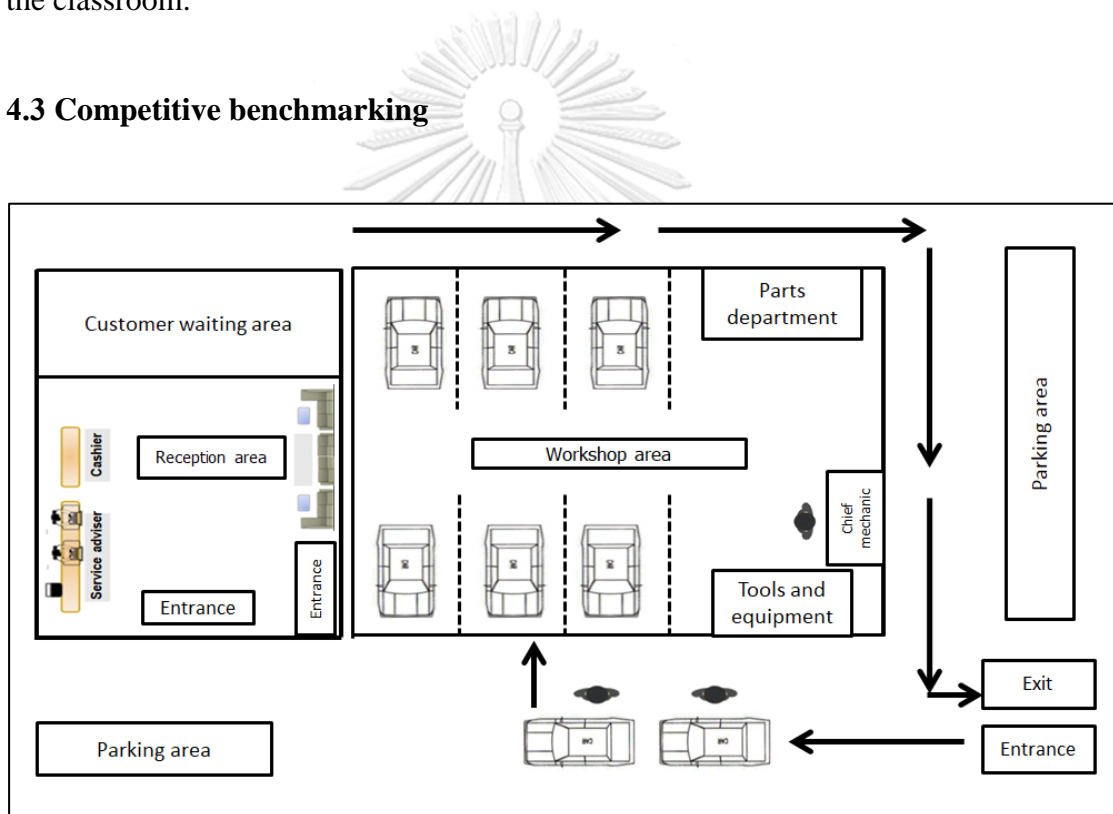 the classroom.
4.3 Competitive benchmarking
Customer waiting area
Parts
department
Parking area
Cashier
Reception area
Workshop area
Chief
mechanic
Service adviser
Entrance
Entrance
Tools and
equipment
Exit
Parking area
Entrance